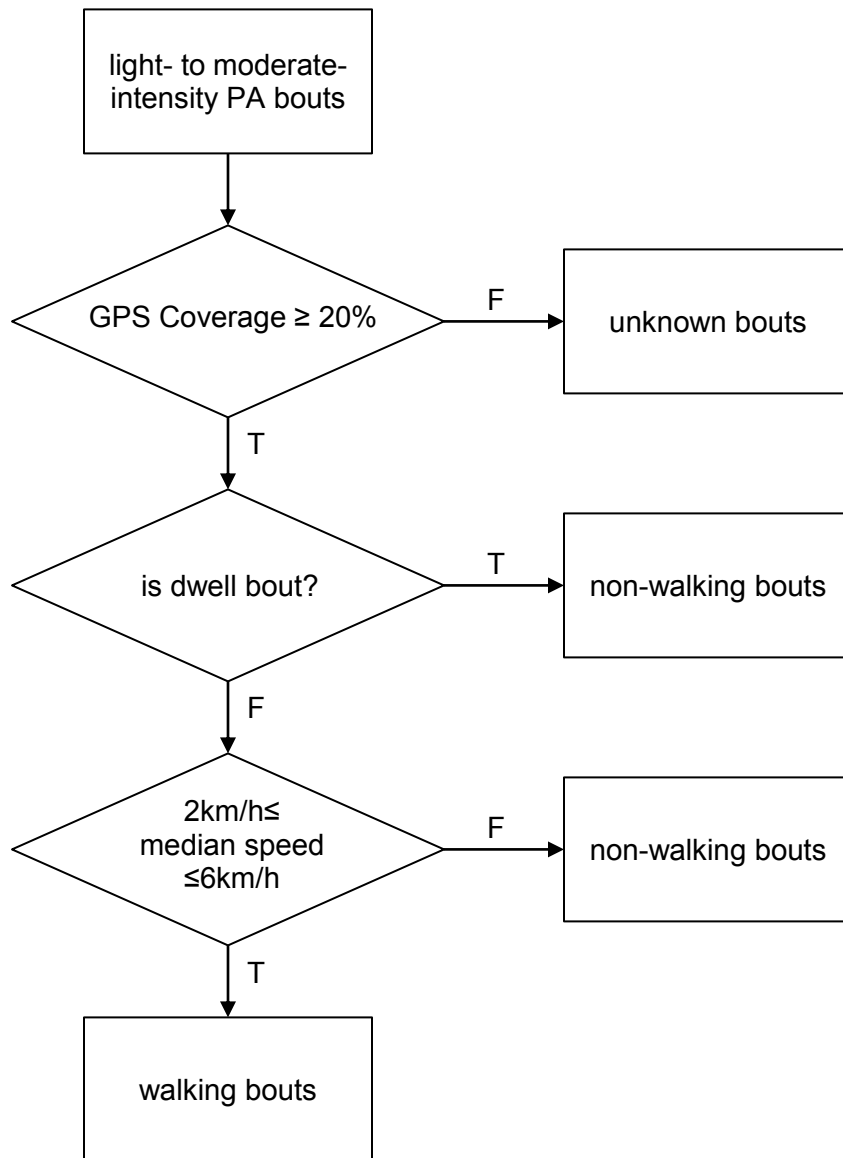 light- to moderate-
intensity PA bouts
GPS Coverage ≥ 20%
F
unknown bouts
T
is dwell bout?
T
non-walking bouts
F
2km/h≤
median speed
≤6km/h
F
non-walking bouts
T
walking bouts